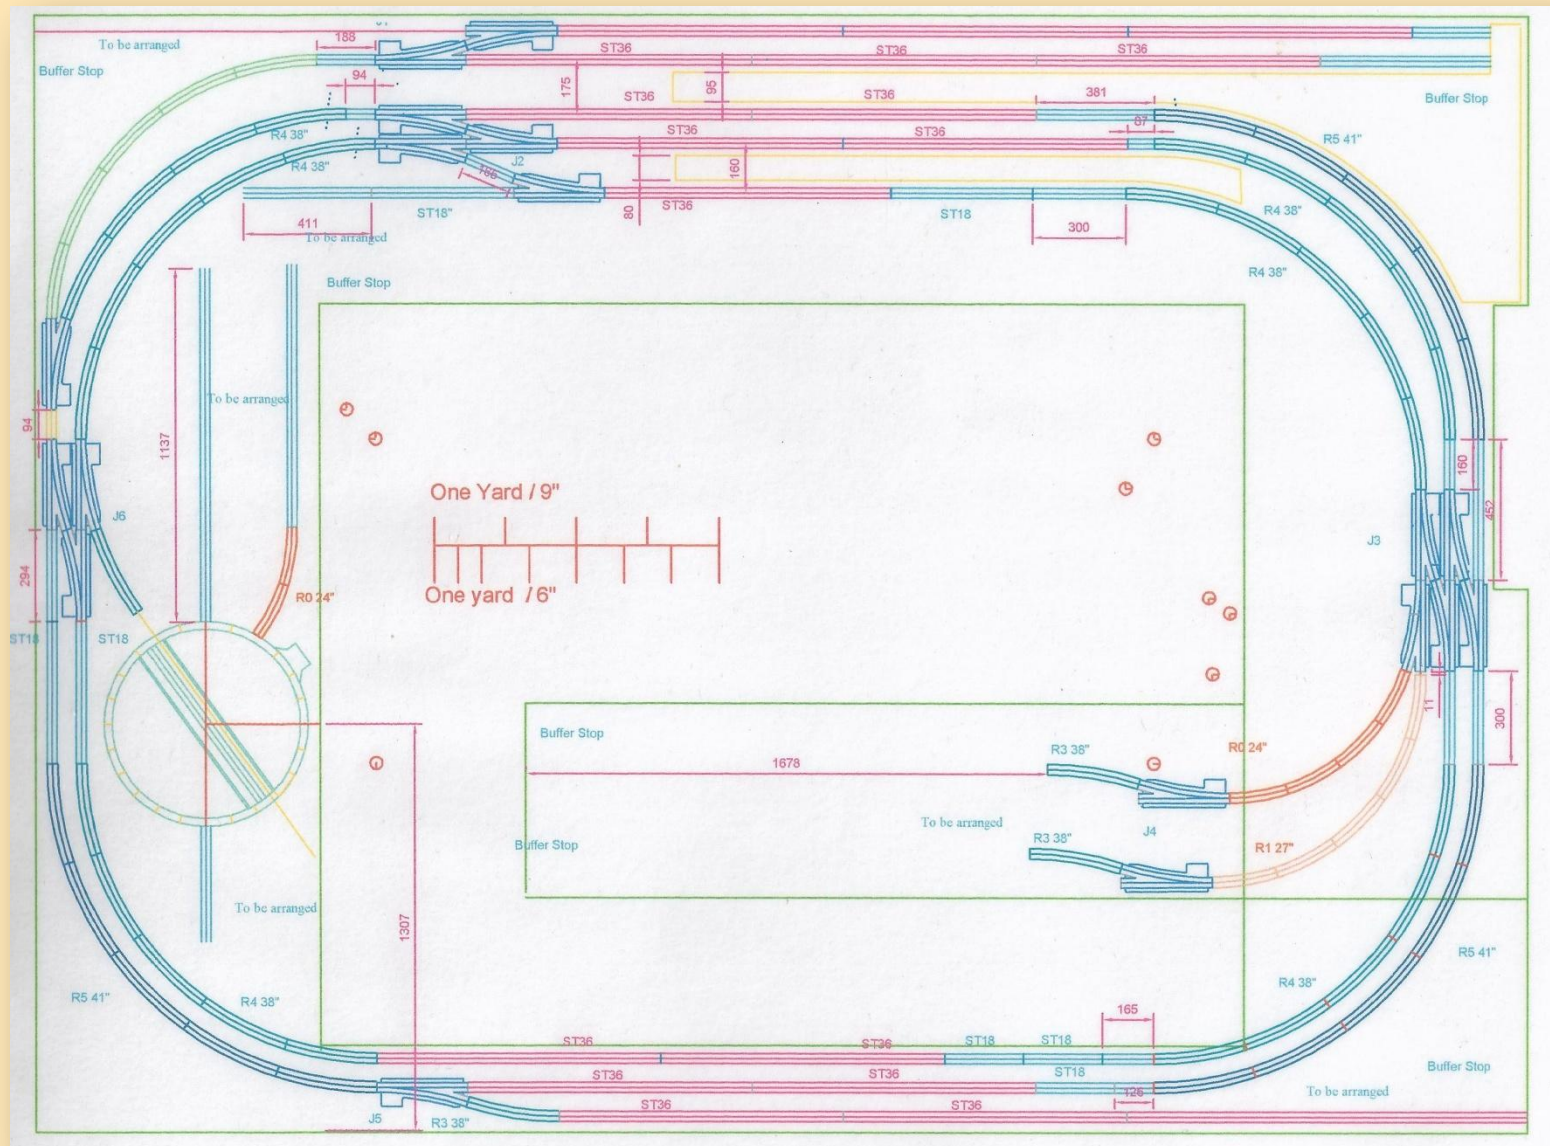 J1
To be arranged
188
ST36
ST36
ST36
Buffer Stop
94
175
95
ST36
ST36
381
Buffer Stop
R4 38"
ST36
ST36
87
R5 41"
R4 38"
J2
168
160
ST18"
80
ST36
ST18
R4 38"
411
300
To be arranged
R4 38"
Buffer Stop
To be arranged
94
1137
160
One Yard / 9"
452
J6
J3
294
R0 24"
One yard / 6"
ST18
ST18
11
300
Buffer Stop
R3 38"
R0 24"
1678
To be arranged
J4
R3 38"
Buffer Stop
R1 27"
To be arranged
1307
R5 41"
R5 41"
R4 38"
R4 38"
165
ST36
ST36
ST18
ST18
Buffer Stop
ST36
ST36
ST18
To be arranged
126
ST36
ST36
J5
R3 38"